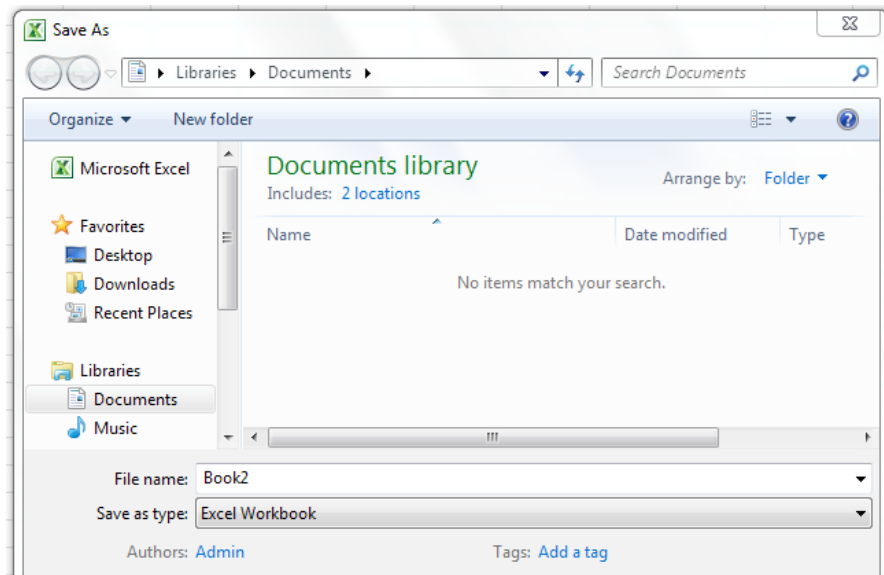 Save As
Libraries Documents Search Documents
Organize New folder
Microsoft Excel
Favorites
Desktop
Downloads
Recent Places
Libraries
Documents
Music
Documents library
Includes: 2 locations
Arrange by: Folder
Name Date modified Type
No items match your search.
File name: Book2
Save as type: Excel Workbook
Authors: Admin Tags: Add a tag